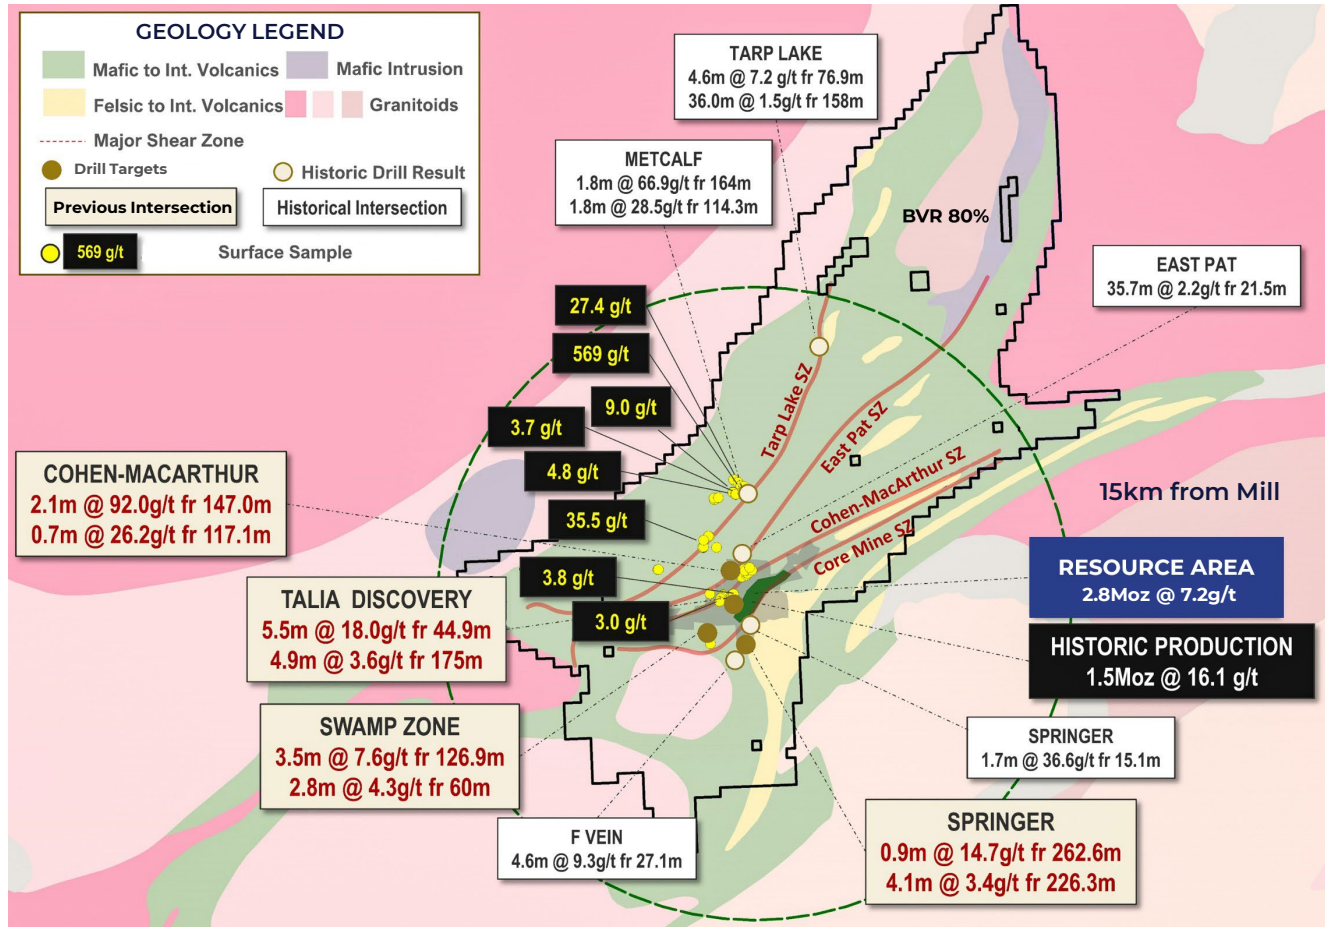 GEOLOGY LEGEND
Mafic to Int. Volcanics
Mafic Intrusion
Felsic to Int. Volcanics
Granitoids
Major Shear Zone
Drill Targets
Historic Drill Result
Previous Intersection
Historical Intersection
569 g/t
Surface Sample
TARP LAKE
4.6m @ 7.2 g/t fr 76.9m
36.0m @ 1.5g/t fr 158m
METCALF
1.8m @ 66.9g/t fr 164m
1.8m @ 28.5g/t fr 114.3m
BVR 80%
EAST PAT
35.7m @ 2.2g/t fr 21.5m
27.4 g/t
569 g/t
9.0 g/t
3.7 g/t
4.8 g/t
35.5 g/t
3.8 g/t
3.0 g/t
Tarp Lake SZ
East Pat SZ
Cohen-MacArthur SZ
Core Mine SZ
15km from Mill
COHEN-MACARTHUR
2.1m @ 92.0g/t fr 147.0m
0.7m @ 26.2g/t fr 117.1m
TALIA DISCOVERY
5.5m @ 18.0g/t fr 44.9m
4.9m @ 3.6g/t fr 175m
RESOURCE AREA
2.8Moz @ 7.2g/t
HISTORIC PRODUCTION
1.5Moz @ 16.1 g/t
SWAMP ZONE
3.5m @ 7.6g/t fr 126.9m
2.8m @ 4.3g/t fr 60m
SPRINGER
1.7m @ 36.6g/t fr 15.1m
F VEIN
4.6m @ 9.3g/t fr 27.1m
SPRINGER
0.9m @ 14.7g/t fr 262.6m
4.1m @ 3.4g/t fr 226.3m